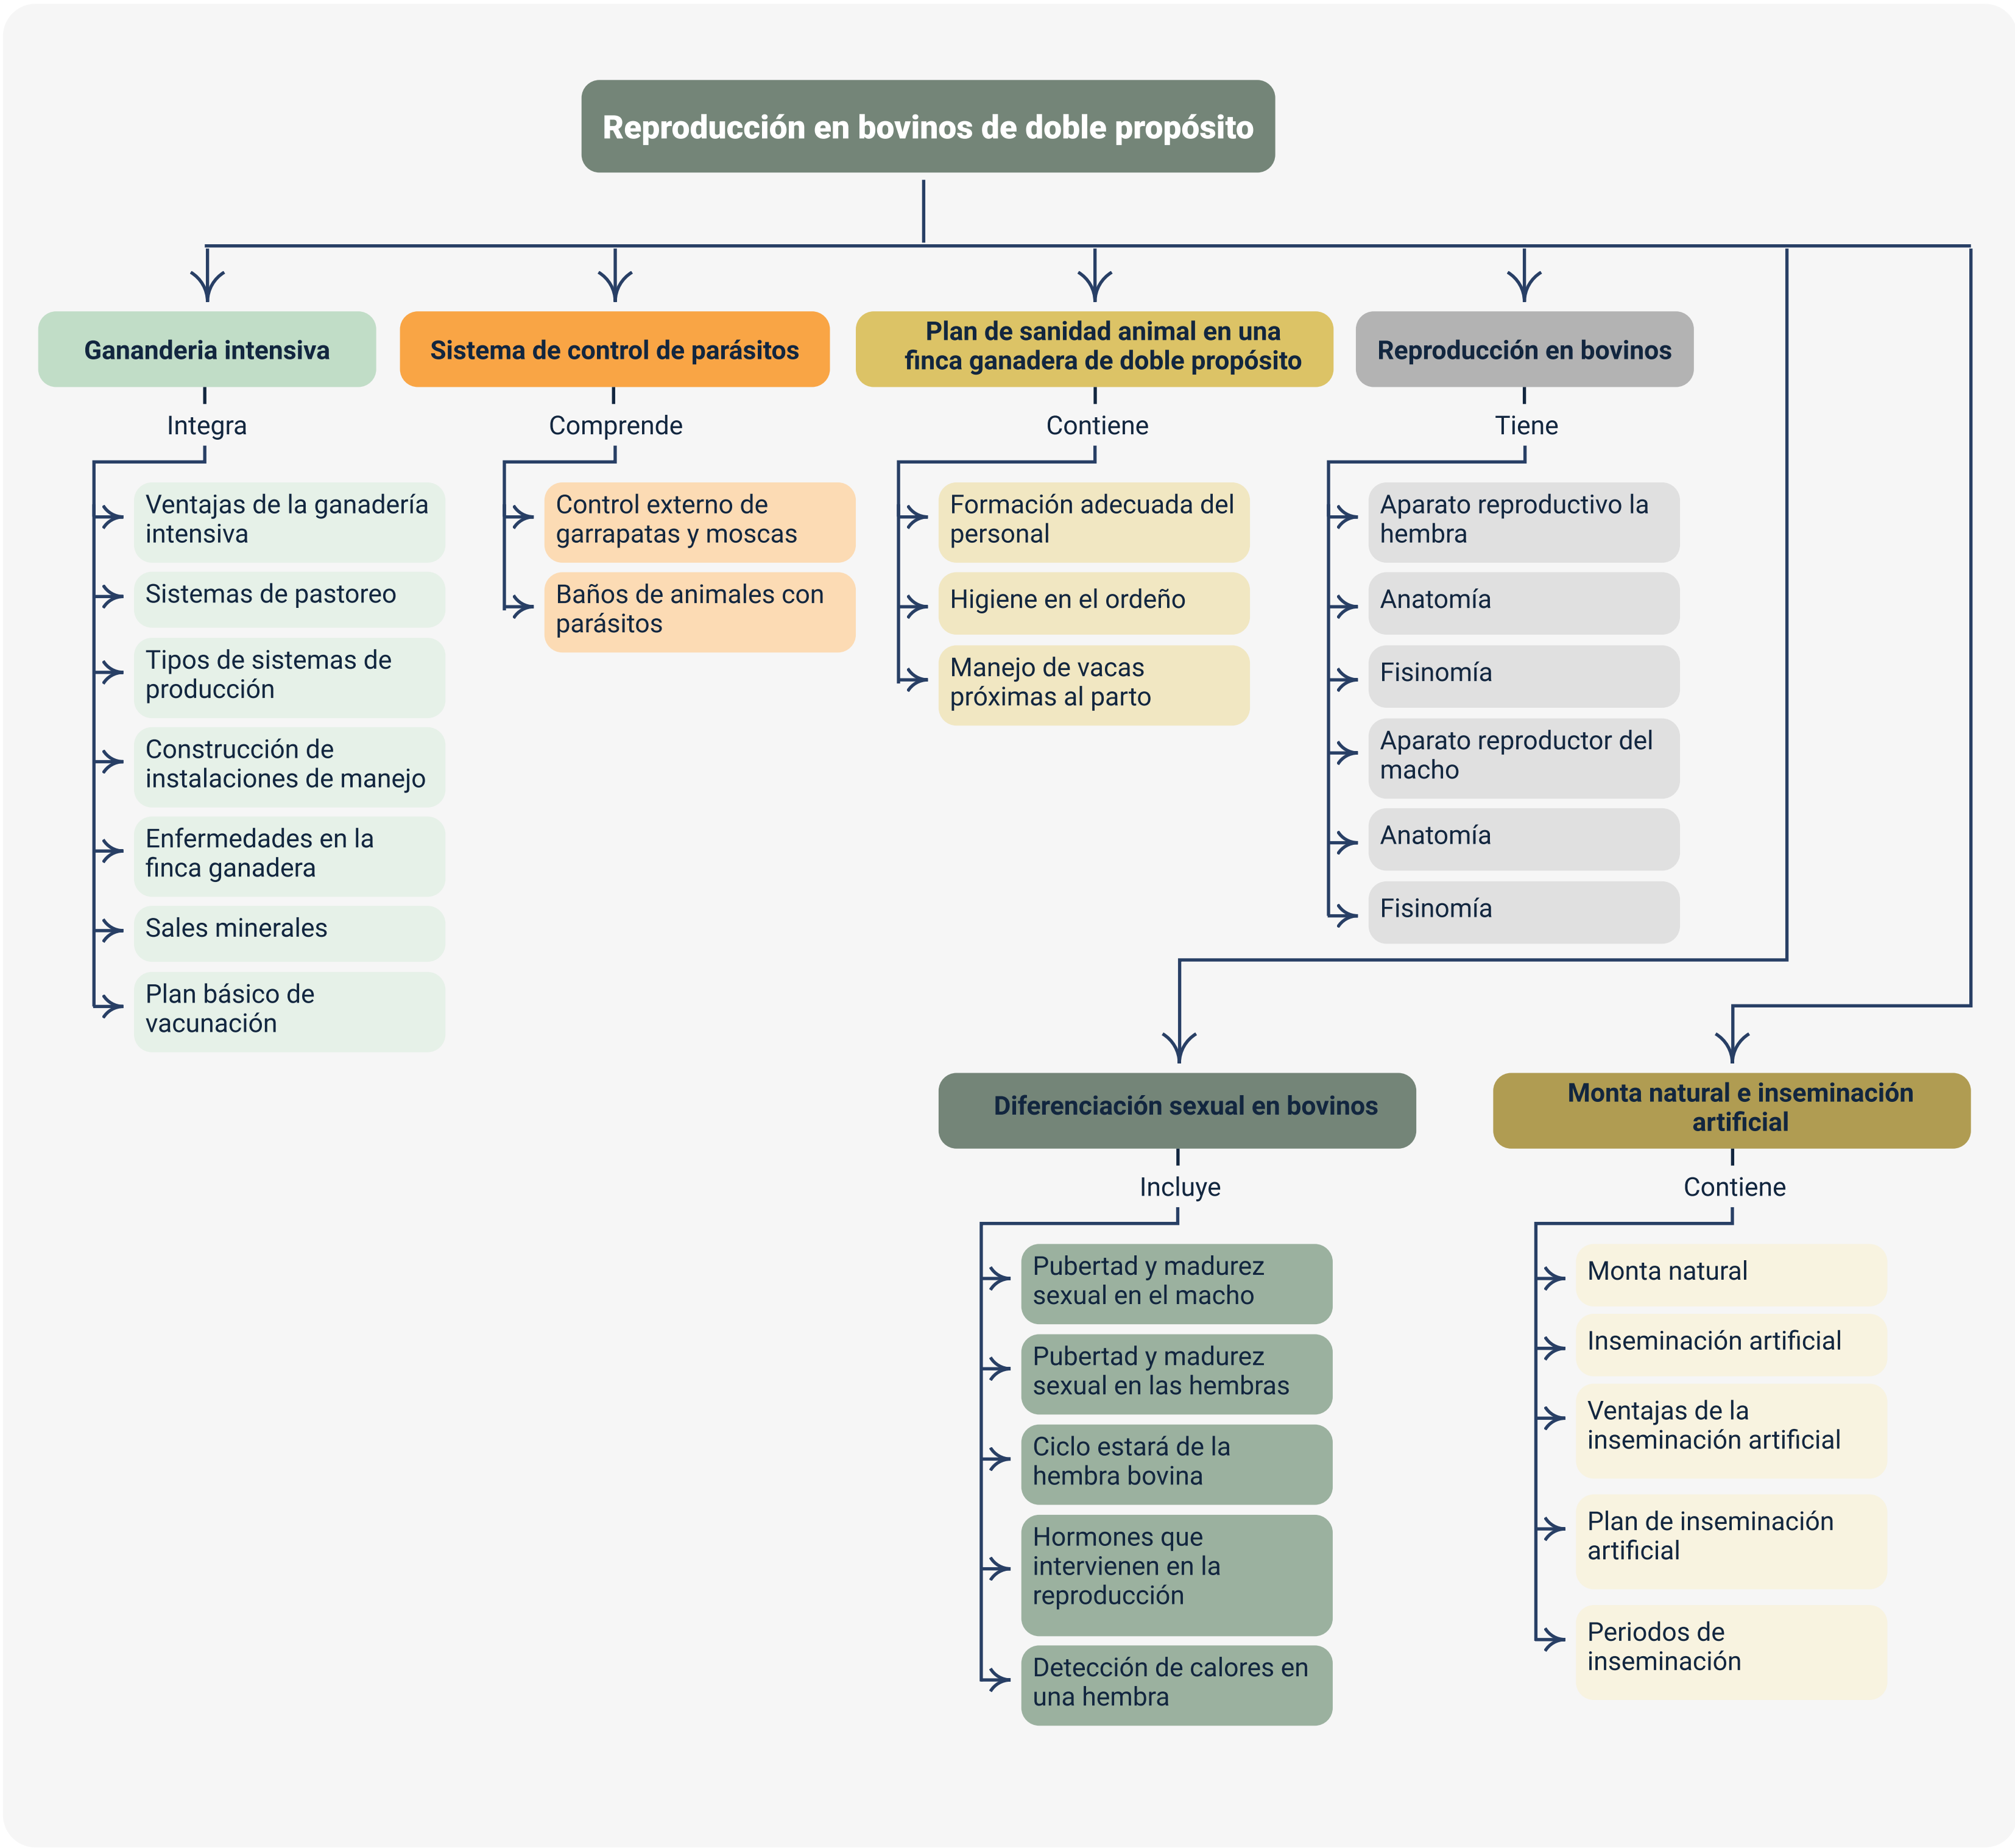 Reproducción en bovinos de doble propósito
Gananderia intensiva
Integra
Ventajas de la ganadería
intensiva
Sistemas de pastoreo
Tipos de sistemas de
producción
Construcción de
instalaciones de manejo
Enfermedades en la
finca ganadera
Sales minerales
Plan básico de
vacunación
Sistema de control de parásitos
Comprende
Control externo de
garrapatas y moscas
Baños de animales con
parásitos
Plan de sanidad animal en una
finca ganadera de doble propósito
Contiene
Formación adecuada del
personal
Higiene en el ordeño
Manejo de vacas
próximas al parto
Reproducción en bovinos
Tiene
Aparato reproductivo la
hembra
Anatomía
Fisinomía
Aparato reproductor del
macho
Anatomía
Fisinomía
Diferenciación sexual en bovinos
Incluye
Pubertad y madurez
sexual en el macho
Pubertad y madurez
sexual en las hembras
Ciclo estará de la
hembra bovina
Hormones que
intervienen en la
reproducción
Detección de calores en
una hembra
Monta natural e inseminación
artificial
Contiene
Monta natural
Inseminación artificial
Ventajas de la
inseminación artificial
Plan de inseminación
artificial
Periodos de
inseminación